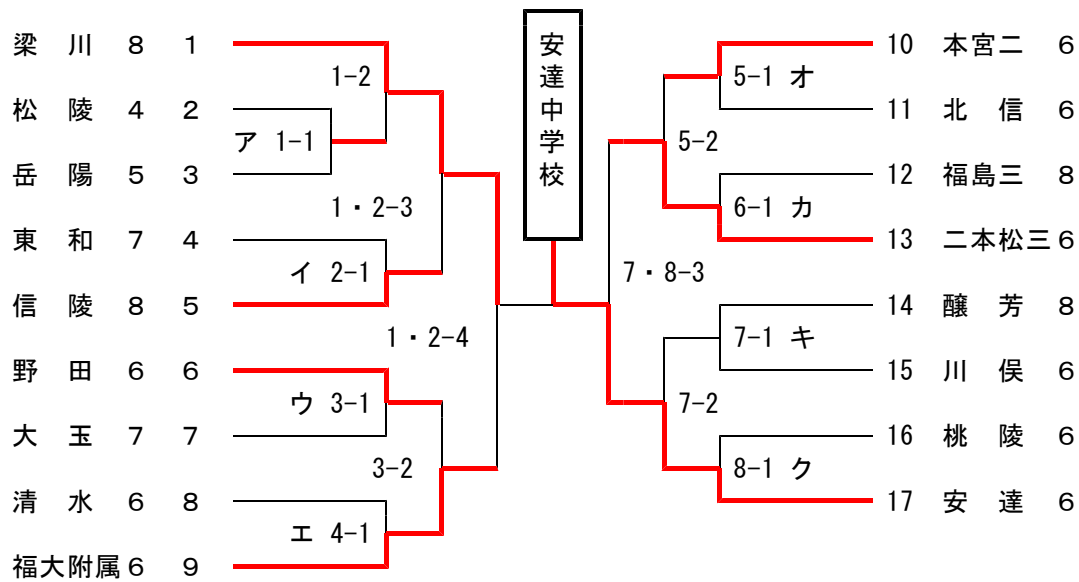 梁川 8 1
1-2
松陵 4 2
ア 1-1
岳陽 5 3
1・2-3
東和 7 4
イ 2-1
信陵 8 5
1・2-4
野田 6 6
ウ 3-1
大玉 7 7
3-2
清水 6 8
エ 4-1
福大附属 6 9
安達中学校
10 本宮二 6
5-1 オ
11 北信 6
5-2
12 福島三 8
6-1 カ
13 二本松三 6
7・8-3
14 醸芳 8
7-1 キ
15 川俣 6
7-2
16 桃陵 6
8-1 ク
17 安達 6